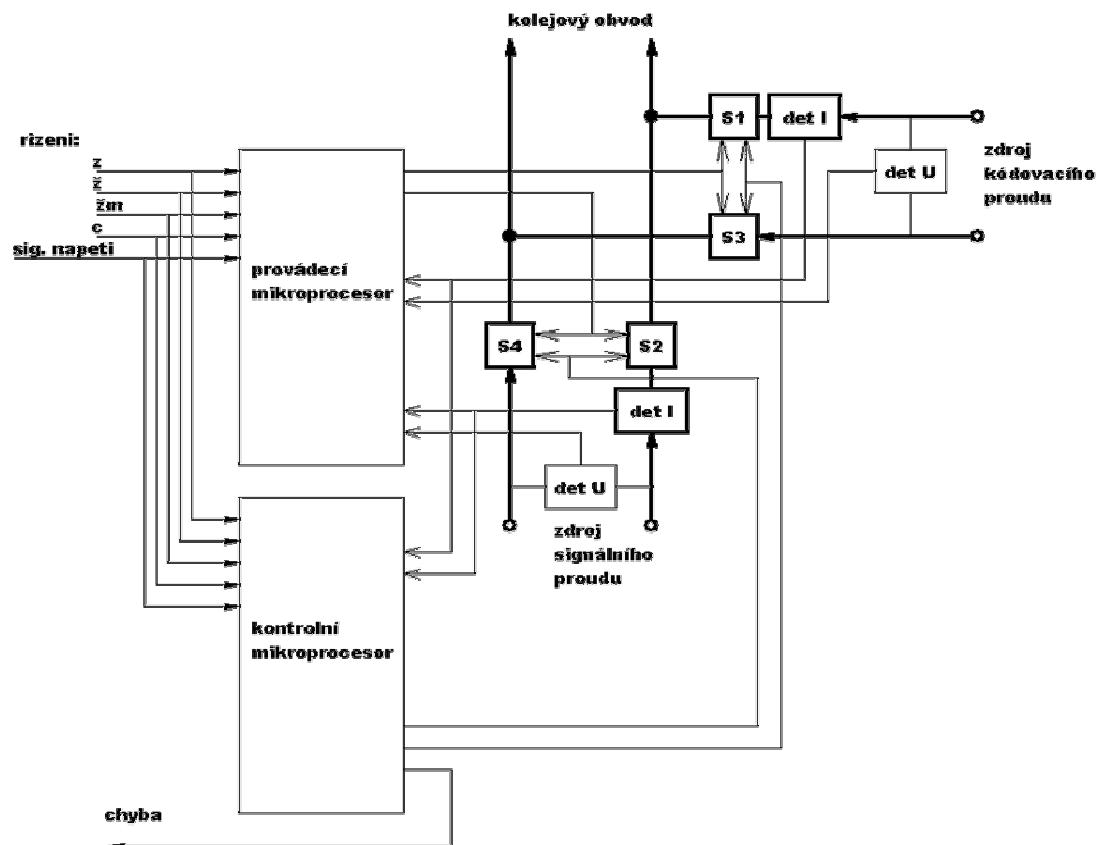 kolejový obvod
S1
det I
rizeni:
zdroj
kódovacího
proudu
det U
z
ž
žm
c
sig. napeti
S3
provádecí
mikroprocesor
S4
S2
det I
det U
zdroj
signálního
proudu
kontrolní
mikroprocesor
chyba